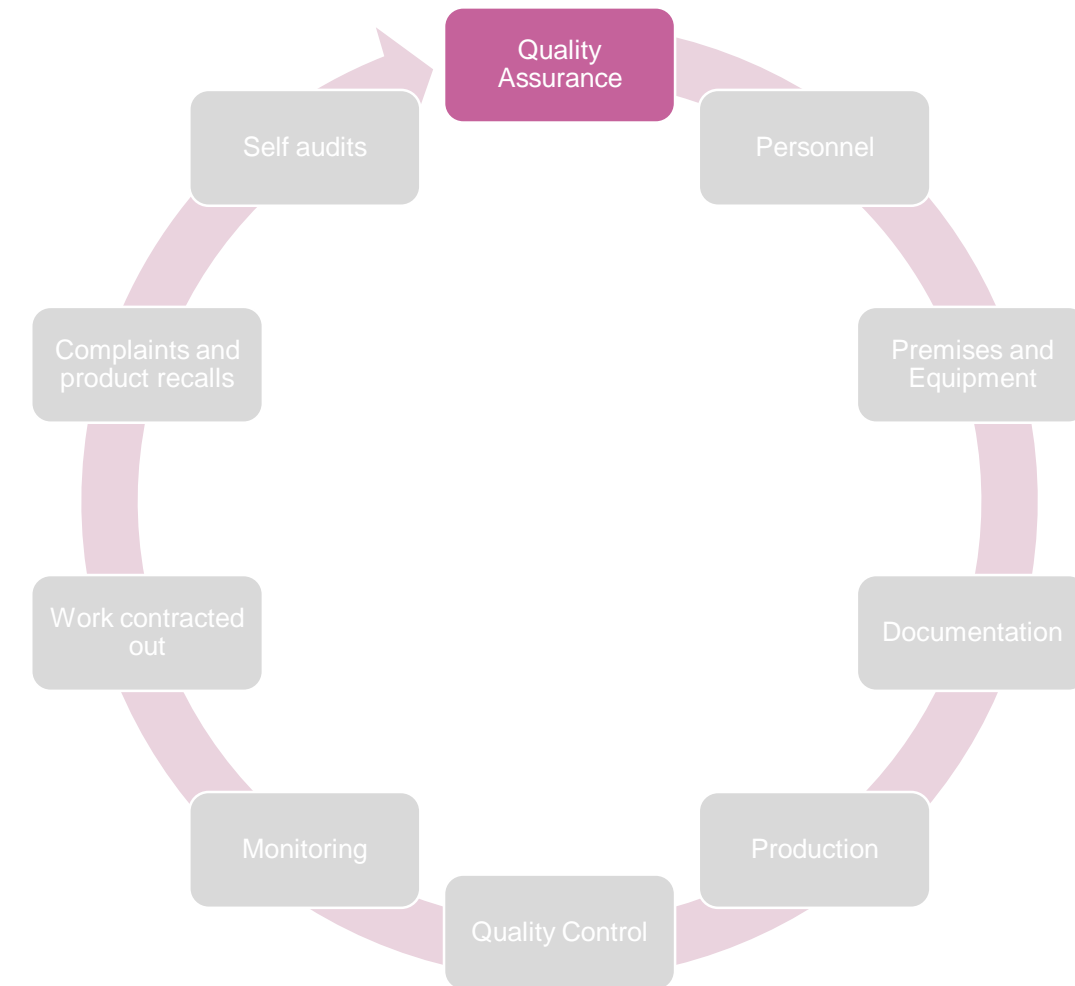 Quality
Assurance
Personnel
Premises and
Equipment
Documentation
Production
Quality Control
Monitoring
Work contracted
out
Complaints and
product recalls
Self audits